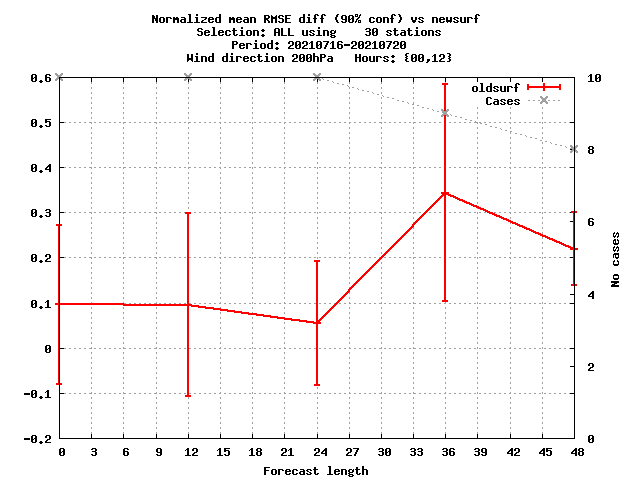 Normalized mean RMSE diff (90% conf) vs newsurf
Selection: ALL using    30 stations
Period: 20210716-20210720
Wind direction 200hPa   Hours: {00,12}
oldsurf
Cases
0,6
0,5
0,4
0,3
0,2
0,1
0
-0,1
-0,2
10
8
6
4
2
0
No cases
0 3 6 9 12 15 18 21 24 27 30 33 36 39 42 45 48
Forecast length